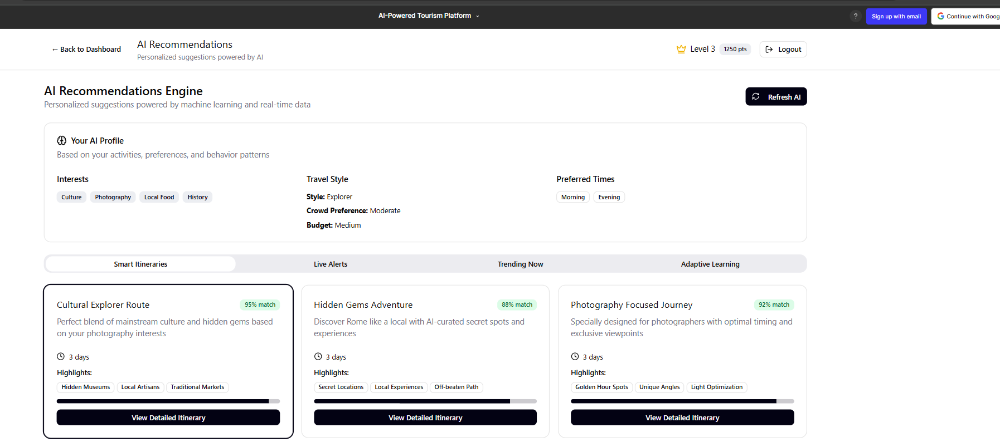 AI-Powered Tourism Platform
?
Sign up with email
Continue with Goog
← Back to Dashboard
AI Recommendations
Personalized suggestions powered by AI
Level 3
1250 pts
Logout
AI Recommendations Engine
Personalized suggestions powered by machine learning and real-time data
Refresh AI
Your AI Profile
Based on your activities, preferences, and behavior patterns
Interests
Culture
Photography
Local Food
History
Travel Style
Style: Explorer
Crowd Preference: Moderate
Budget: Medium
Preferred Times
Morning
Evening
Smart Itineraries
Live Alerts
Trending Now
Adaptive Learning
Cultural Explorer Route
95% match
Perfect blend of mainstream culture and hidden gems based
on your photography interests
3 days
Highlights:
Hidden Museums
Local Artisans
Traditional Markets
View Detailed Itinerary
Hidden Gems Adventure
88% match
Discover Rome like a local with AI-curated secret spots and
experiences
3 days
Highlights:
Secret Locations
Local Experiences
Off-beaten Path
View Detailed Itinerary
Photography Focused Journey
92% match
Specially designed for photographers with optimal timing and
exclusive viewpoints
3 days
Highlights:
Golden Hour Spots
Unique Angles
Light Optimization
View Detailed Itinerary